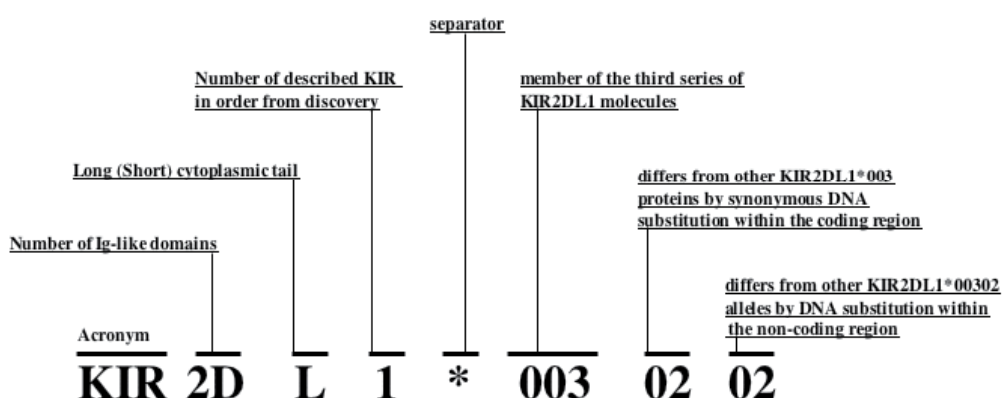 separator
Number of described KIR
in order from discovery
member of the third series of
KIR2DL1 molecules
Long (Short) cytoplasmic tail
differs from other KIR2DL1*003
proteins by synonymous DNA
substitution within the coding region
Number of Ig-like domains
differs from other KIR2DL1*00302
alleles by DNA substitution within
the non-coding region
Acronym
KIR 2D L 1 * 003 02 02